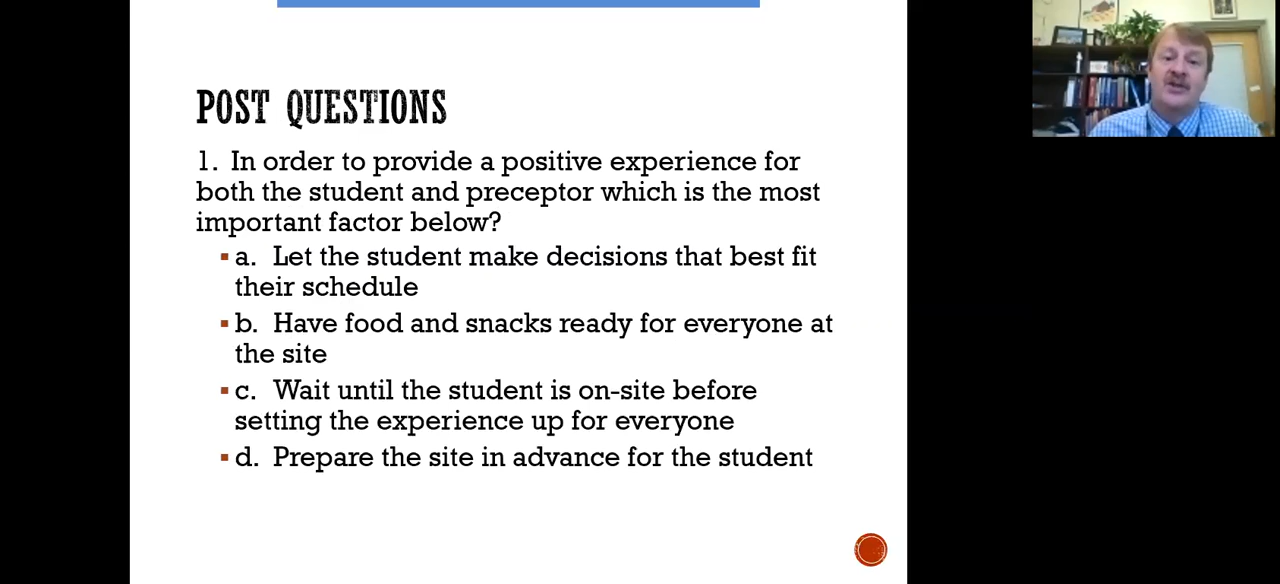 POST QUESTIONS
1. In order to provide a positive experience for
both the student and preceptor which is the most
important factor below?
a. Let the student make decisions that best fit
their schedule
b. Have food and snacks ready for everyone at
the site
c. Wait until the student is on-site before
setting the experience up for everyone
d. Prepare the site in advance for the student